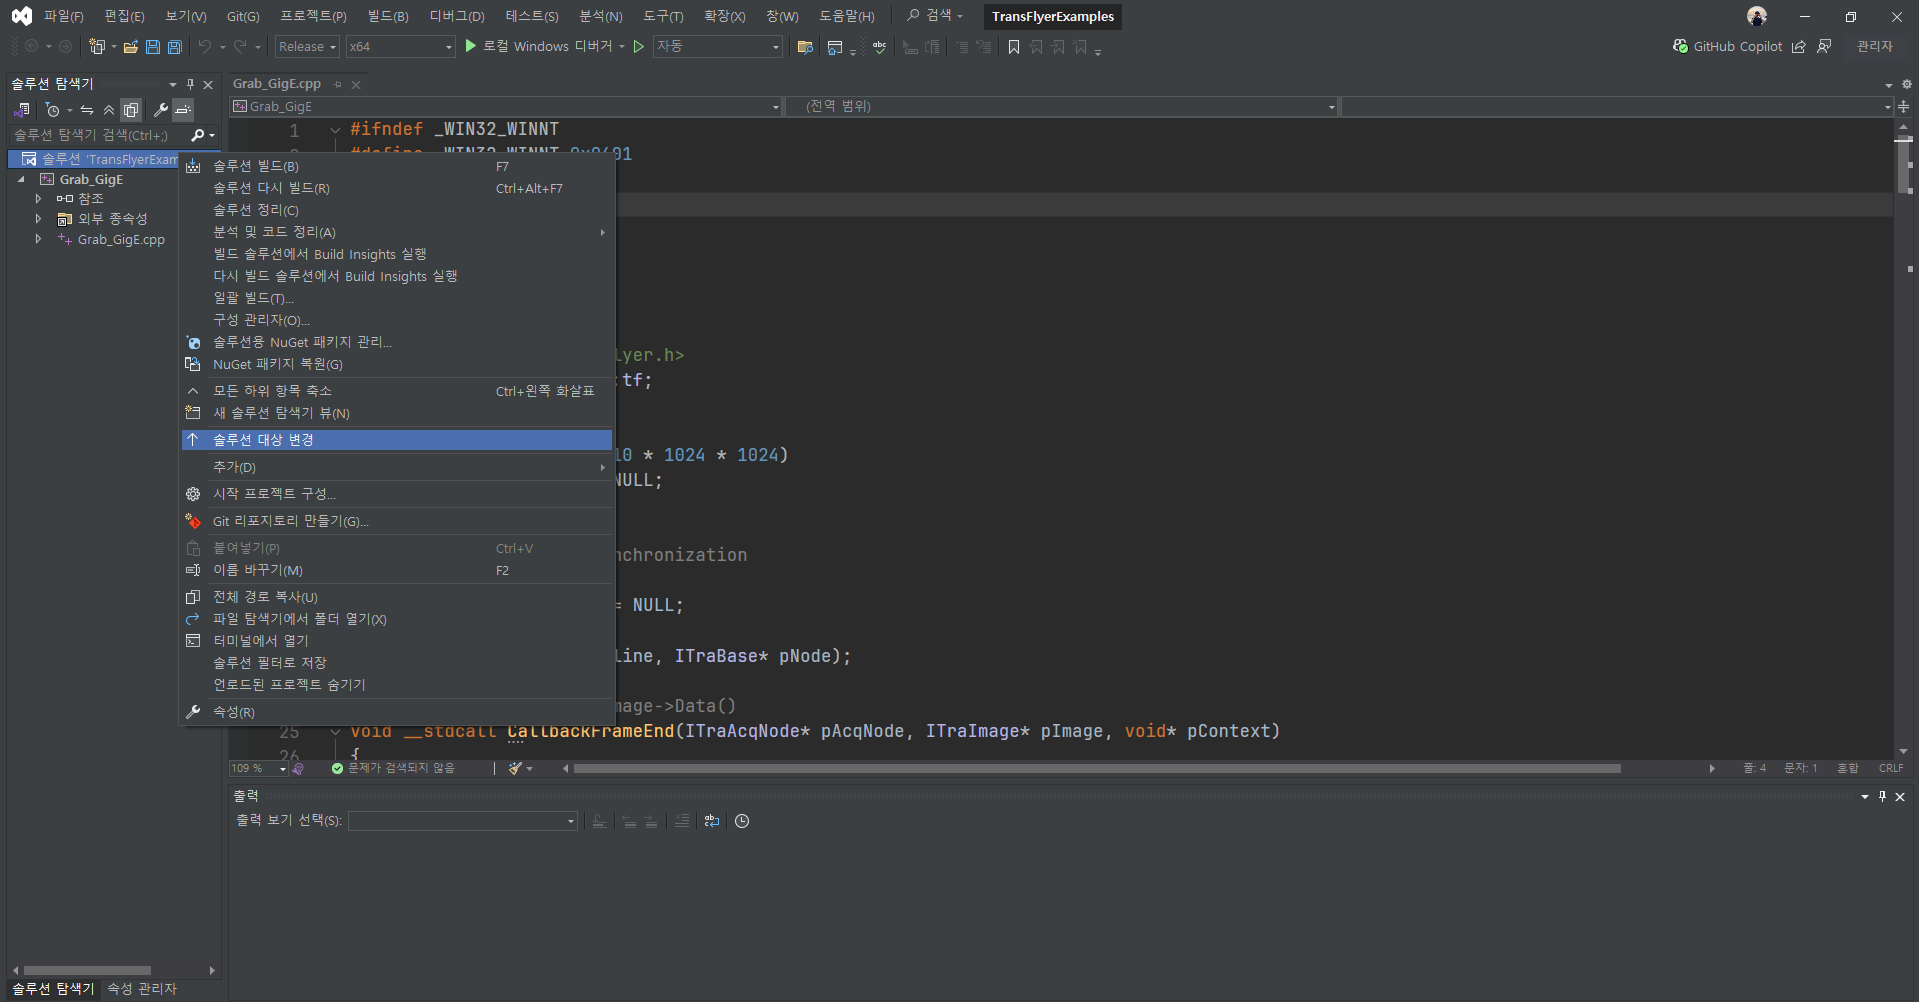 파일(F) 편집(E) 보기(V) Git(G) 프로젝트(P) 빌드(B) 디버그(D) 테스트(S) 분석(N) 도구(T) 확장(X) 창(W) 도움말(H) 검색 TransFlyerExamples
Release x64 로컬 Windows 디버거 자동 GitHub Copilot 관리자
솔루션 탐색기
솔루션 탐색기 검색(Ctrl+;)
솔루션 'TransFlyerExam
Grab_GigE
참조
외부 종속성
Grab_GigE.cpp
솔루션 빌드(B) F7
솔루션 다시 빌드(R) Ctrl+Alt+F7
솔루션 정리(C)
분석 및 코드 정리(A)
빌드 솔루션에서 Build Insights 실행
다시 빌드 솔루션에서 Build Insights 실행
일괄 빌드(T)...
구성 관리자(O)...
솔루션용 NuGet 패키지 관리...
NuGet 패키지 복원(G)
모든 하위 항목 축소 Ctrl+왼쪽 화살표
새 솔루션 탐색기 뷰(N)
솔루션 대상 변경
추가(D)
시작 프로젝트 구성...
Git 리포지토리 만들기(G)...
붙여넣기(P) Ctrl+V
이름 바꾸기(M) F2
전체 경로 복사(U)
파일 탐색기에서 폴더 열기(X)
터미널에서 열기
솔루션 필터로 저장
언로드된 프로젝트 숨기기
속성(R)
솔루션 탐색기 속성 관리자
Grab_GigE.cpp
Grab_GigE (전역 범위)
1 #ifndef _WIN32_WINNT
lyer.h>
:tf;
10 * 1024 * 1024)
NULL;
nchronization
= NULL;
Line, ITraBase* pNode);
mage->Data()
25 void __stdcall CallbackFrameEnd(ITraAcqNode* pAcqNode, ITraImage* pImage, void* pContext)
26 {
109 % 문제가 검색되지 않음 줄: 4 문자: 1 혼합 CRLF
출력
출력 보기 선택(S):